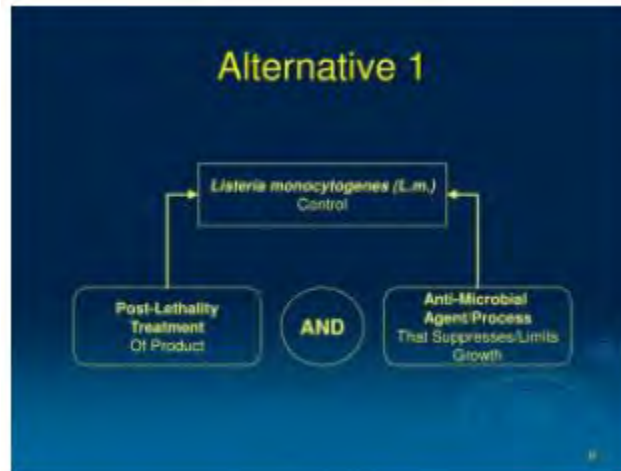 Alternative 1
Listeria monocytogenes (L.m.)
Control
Post-Lethality
Treatment
Of Product
AND
Anti-Microbial
Agent/Process
That Suppresses/Limits
Growth